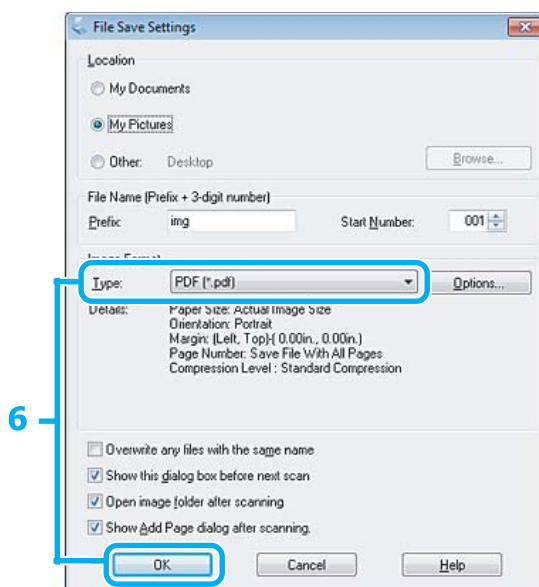 File Save Settings
Location
My Documents
My Pictures
Other: Desktop Browse...
File Name (Prefix + 3-digit number)
Prefix: img Start Number: 001
Image Format
Type: PDF (*.pdf) Options...
Details: Paper Size: Actual Image Size
Orientation: Portrait
Margin: (Left, Top)( 0.00in., 0.00in.)
Page Number: Save File With All Pages
Compression Level : Standard Compression
6
Overwrite any files with the same name
Show this dialog box before next scan
Open image folder after scanning
Show Add Page dialog after scanning.
OK Cancel Help